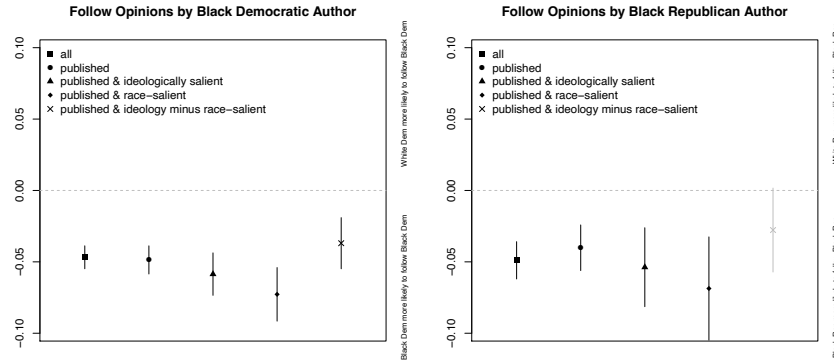 Follow Opinions by Black Democratic Author
0.10
0.05
0.00
−0.05
−0.10
all
published
published & ideologically salient
published & race−salient
published & ideology minus race−salient
White Dem more likely to follow Black Dem
Black Dem more likely to follow Black Dem
Follow Opinions by Black Republican Author
0.10
0.05
0.00
−0.05
−0.10
all
published
published & ideologically salient
published & race−salient
published & ideology minus race−salient